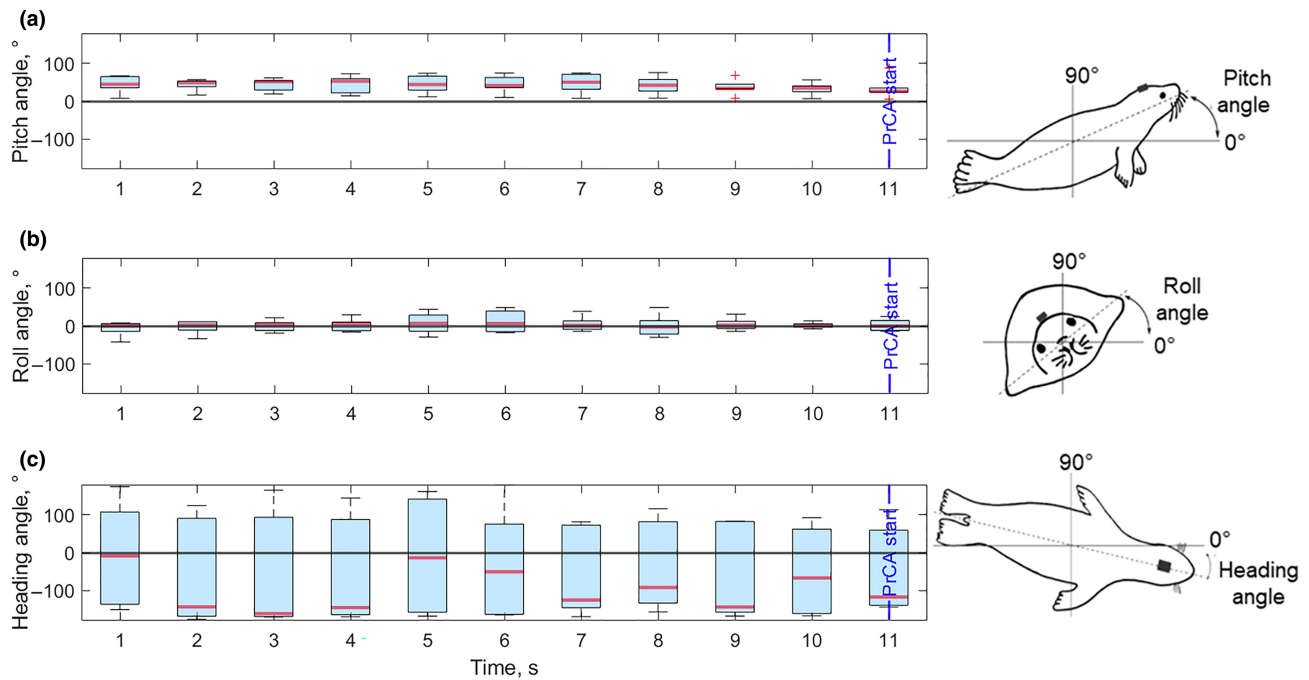 (a)
Pitch angle, °
100
0
−100
PrCA start
1 2 3 4 5 6 7 8 9 10 11
90°
Pitch
angle
0°
(b)
Roll angle, °
100
0
−100
PrCA start
1 2 3 4 5 6 7 8 9 10 11
90°
Roll
angle
0°
(c)
Heading angle, °
100
0
−100
PrCA start
1 2 3 4 5 6 7 8 9 10 11
Time, s
90°
0°
Heading
angle